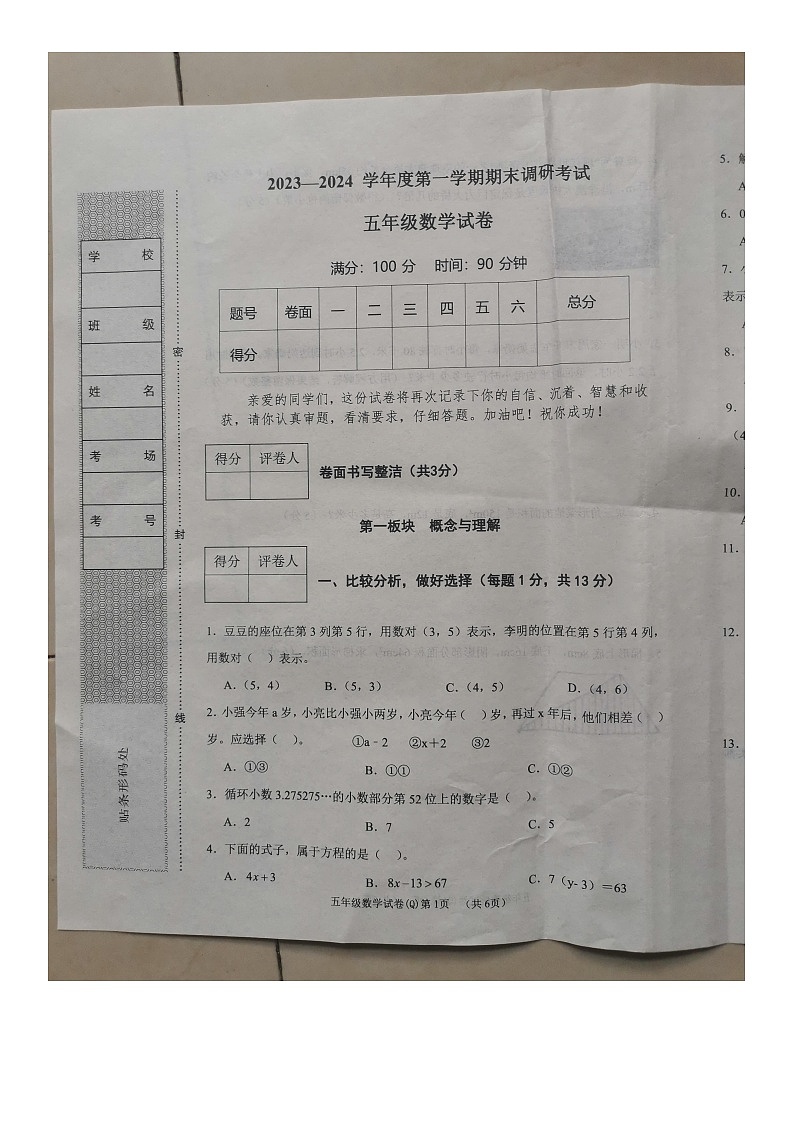 2023—2024 学年度第一学期期末调研考试
五年级数学试卷
满分：100 分 时间：90 分钟
题号 卷面 一 二 三 四 五 六 总分
得分
亲爱的同学们，这份试卷将再次记录下你的自信、沉着、智慧和收
获，请你认真审题，看清要求，仔细答题。加油吧！祝你成功！
得分 评卷人
卷面书写整洁（共3分）
第一板块 概念与理解
得分 评卷人
一、比较分析，做好选择（每题 1 分，共 13 分）
1．豆豆的座位在第 3 列第 5 行，用数对（3，5）表示，李明的位置在第 5 行第 4 列，
用数对（ ）表示。
A.（5，4） B.（5，3） C.（4，5） D.（4，6）
2．小强今年 a 岁，小亮比小强小两岁，小亮今年（ ）岁，再过 x 年后，他们相差（ ）
岁。应选择（ ）。 ①a﹣2 ②x+2 ③2
A．①③ B．①① C．①②
3．循环小数 3.275275…的小数部分第 52 位上的数字是（ ）。
A．2 B．7 C．5
4．下面的式子，属于方程的是（ ）。
A．4x+3 B．8x−13＞67 C．7（y- 3）＝63
五年级数学试卷(Q)第 1页 （共 6页）
学 校
班 级
姓 名
考 场
考 号
贴条形码处
密
封
线
5．解
A
6．0
A
7．
表示
A
8．
9．
（4
10.
A
11．
12．
13．